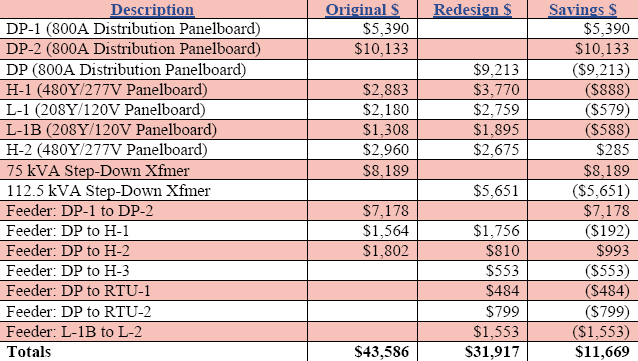 Description Original $ Redesign $ Savings $
DP-1 (800A Distribution Panelboard) $5,390 $5,390
DP-2 (800A Distribution Panelboard) $10,133 $10,133
DP (800A Distribution Panelboard) $9,213 ($9,213)
H-1 (480Y/277V Panelboard) $2,883 $3,770 ($888)
L-1 (208Y/120V Panelboard) $2,180 $2,759 ($579)
L-1B (208Y/120V Panelboard) $1,308 $1,895 ($588)
H-2 (480Y/277V Panelboard) $2,960 $2,675 $285
75 kVA Step-Down Xfmer $8,189 $8,189
112.5 kVA Step-Down Xfmer $5,651 ($5,651)
Feeder: DP-1 to DP-2 $7,178 $7,178
Feeder: DP to H-1 $1,564 $1,756 ($192)
Feeder: DP to H-2 $1,802 $810 $993
Feeder: DP to H-3 $553 ($553)
Feeder: DP to RTU-1 $484 ($484)
Feeder: DP to RTU-2 $799 ($799)
Feeder: L-1B to L-2 $1,553 ($1,553)
Totals $43,586 $31,917 $11,669